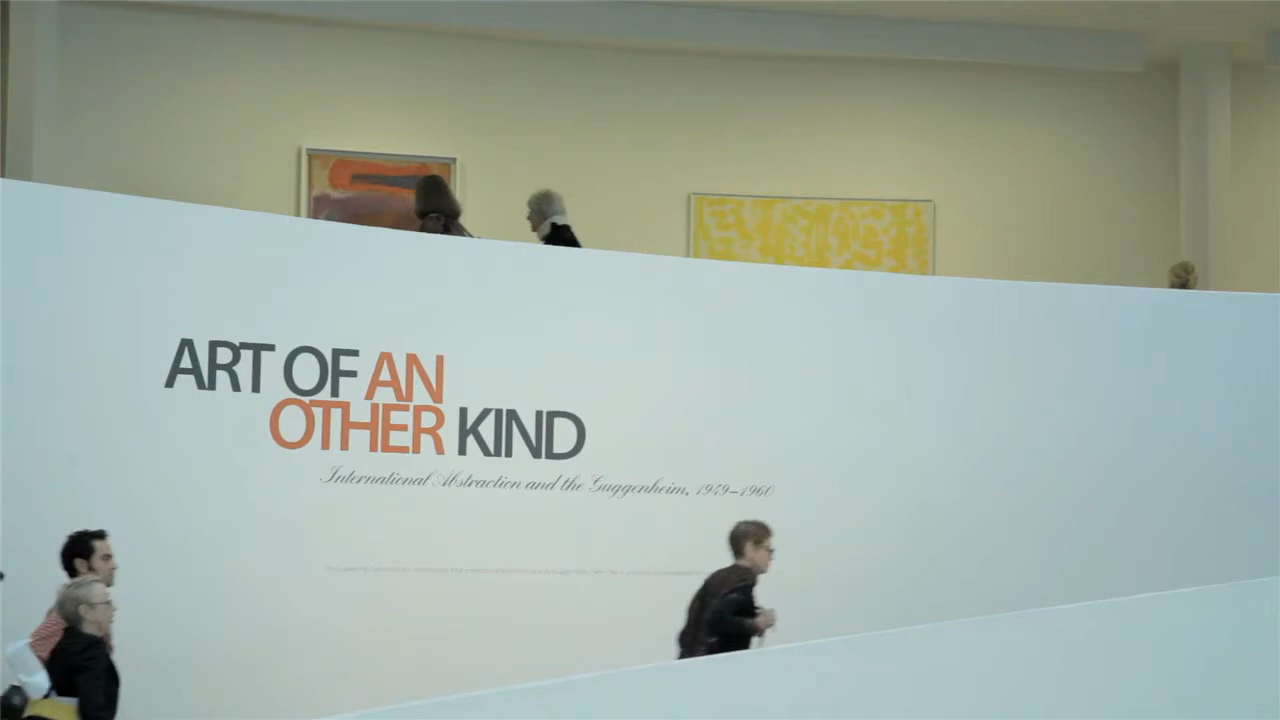 ART OF AN
OTHER KIND
International Abstraction and the Guggenheim, 1949–1960